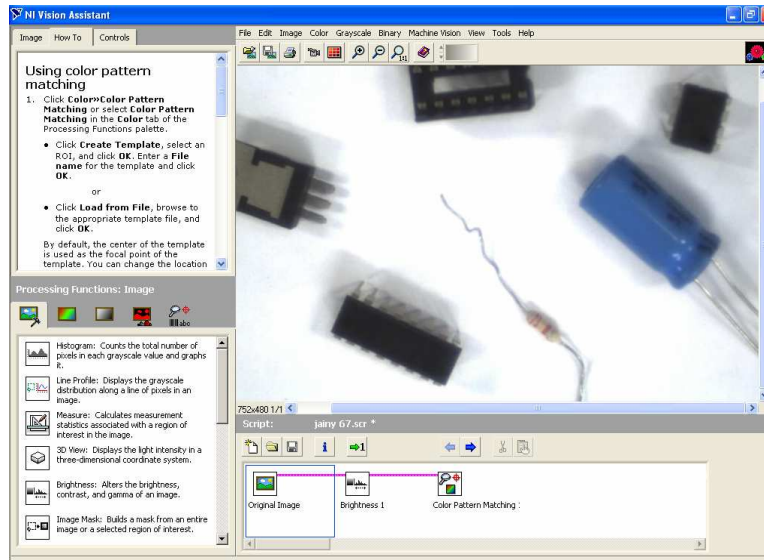 NI Vision Assistant
Image How To Controls
File Edit Image Color Grayscale Binary Machine Vision View Tools Help
1:1
Using color pattern
matching
1. Click Color»Color Pattern
Matching or select Color Pattern
Matching in the Color tab of the
Processing Functions palette.
• Click Create Template, select an
ROI, and click OK. Enter a File
name for the template and click
OK.
or
• Click Load from File, browse to
the appropriate template file, and
click OK.
By default, the center of the template
is used as the focal point of the
template. You can change the location
Processing Functions: Image
abc
Histogram: Counts the total number of
pixels in each grayscale value and graphs
it.
Line Profile: Displays the grayscale
distribution along a line of pixels in an
image.
Measure: Calculates measurement
statistics associated with a region of
interest in the image.
3D View: Displays the light intensity in a
three-dimensional coordinate system.
Brightness: Alters the brightness,
contrast, and gamma of an image.
Image Mask: Builds a mask from an entire
image or a selected region of interest.
752x480 1/1
Script: jainy 67.scr *
1
Original Image Brightness 1 Color Pattern Matching :